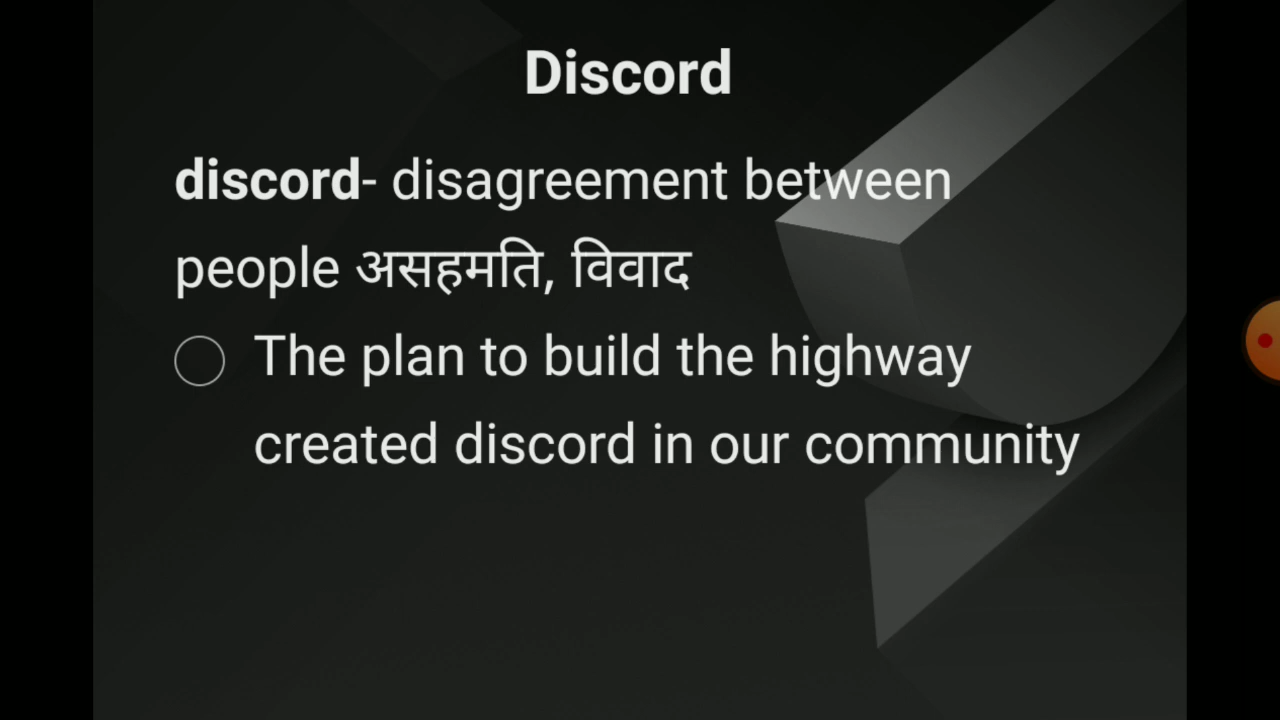 Discord
discord- disagreement between
people असहमति, विवाद
The plan to build the highway
created discord in our community